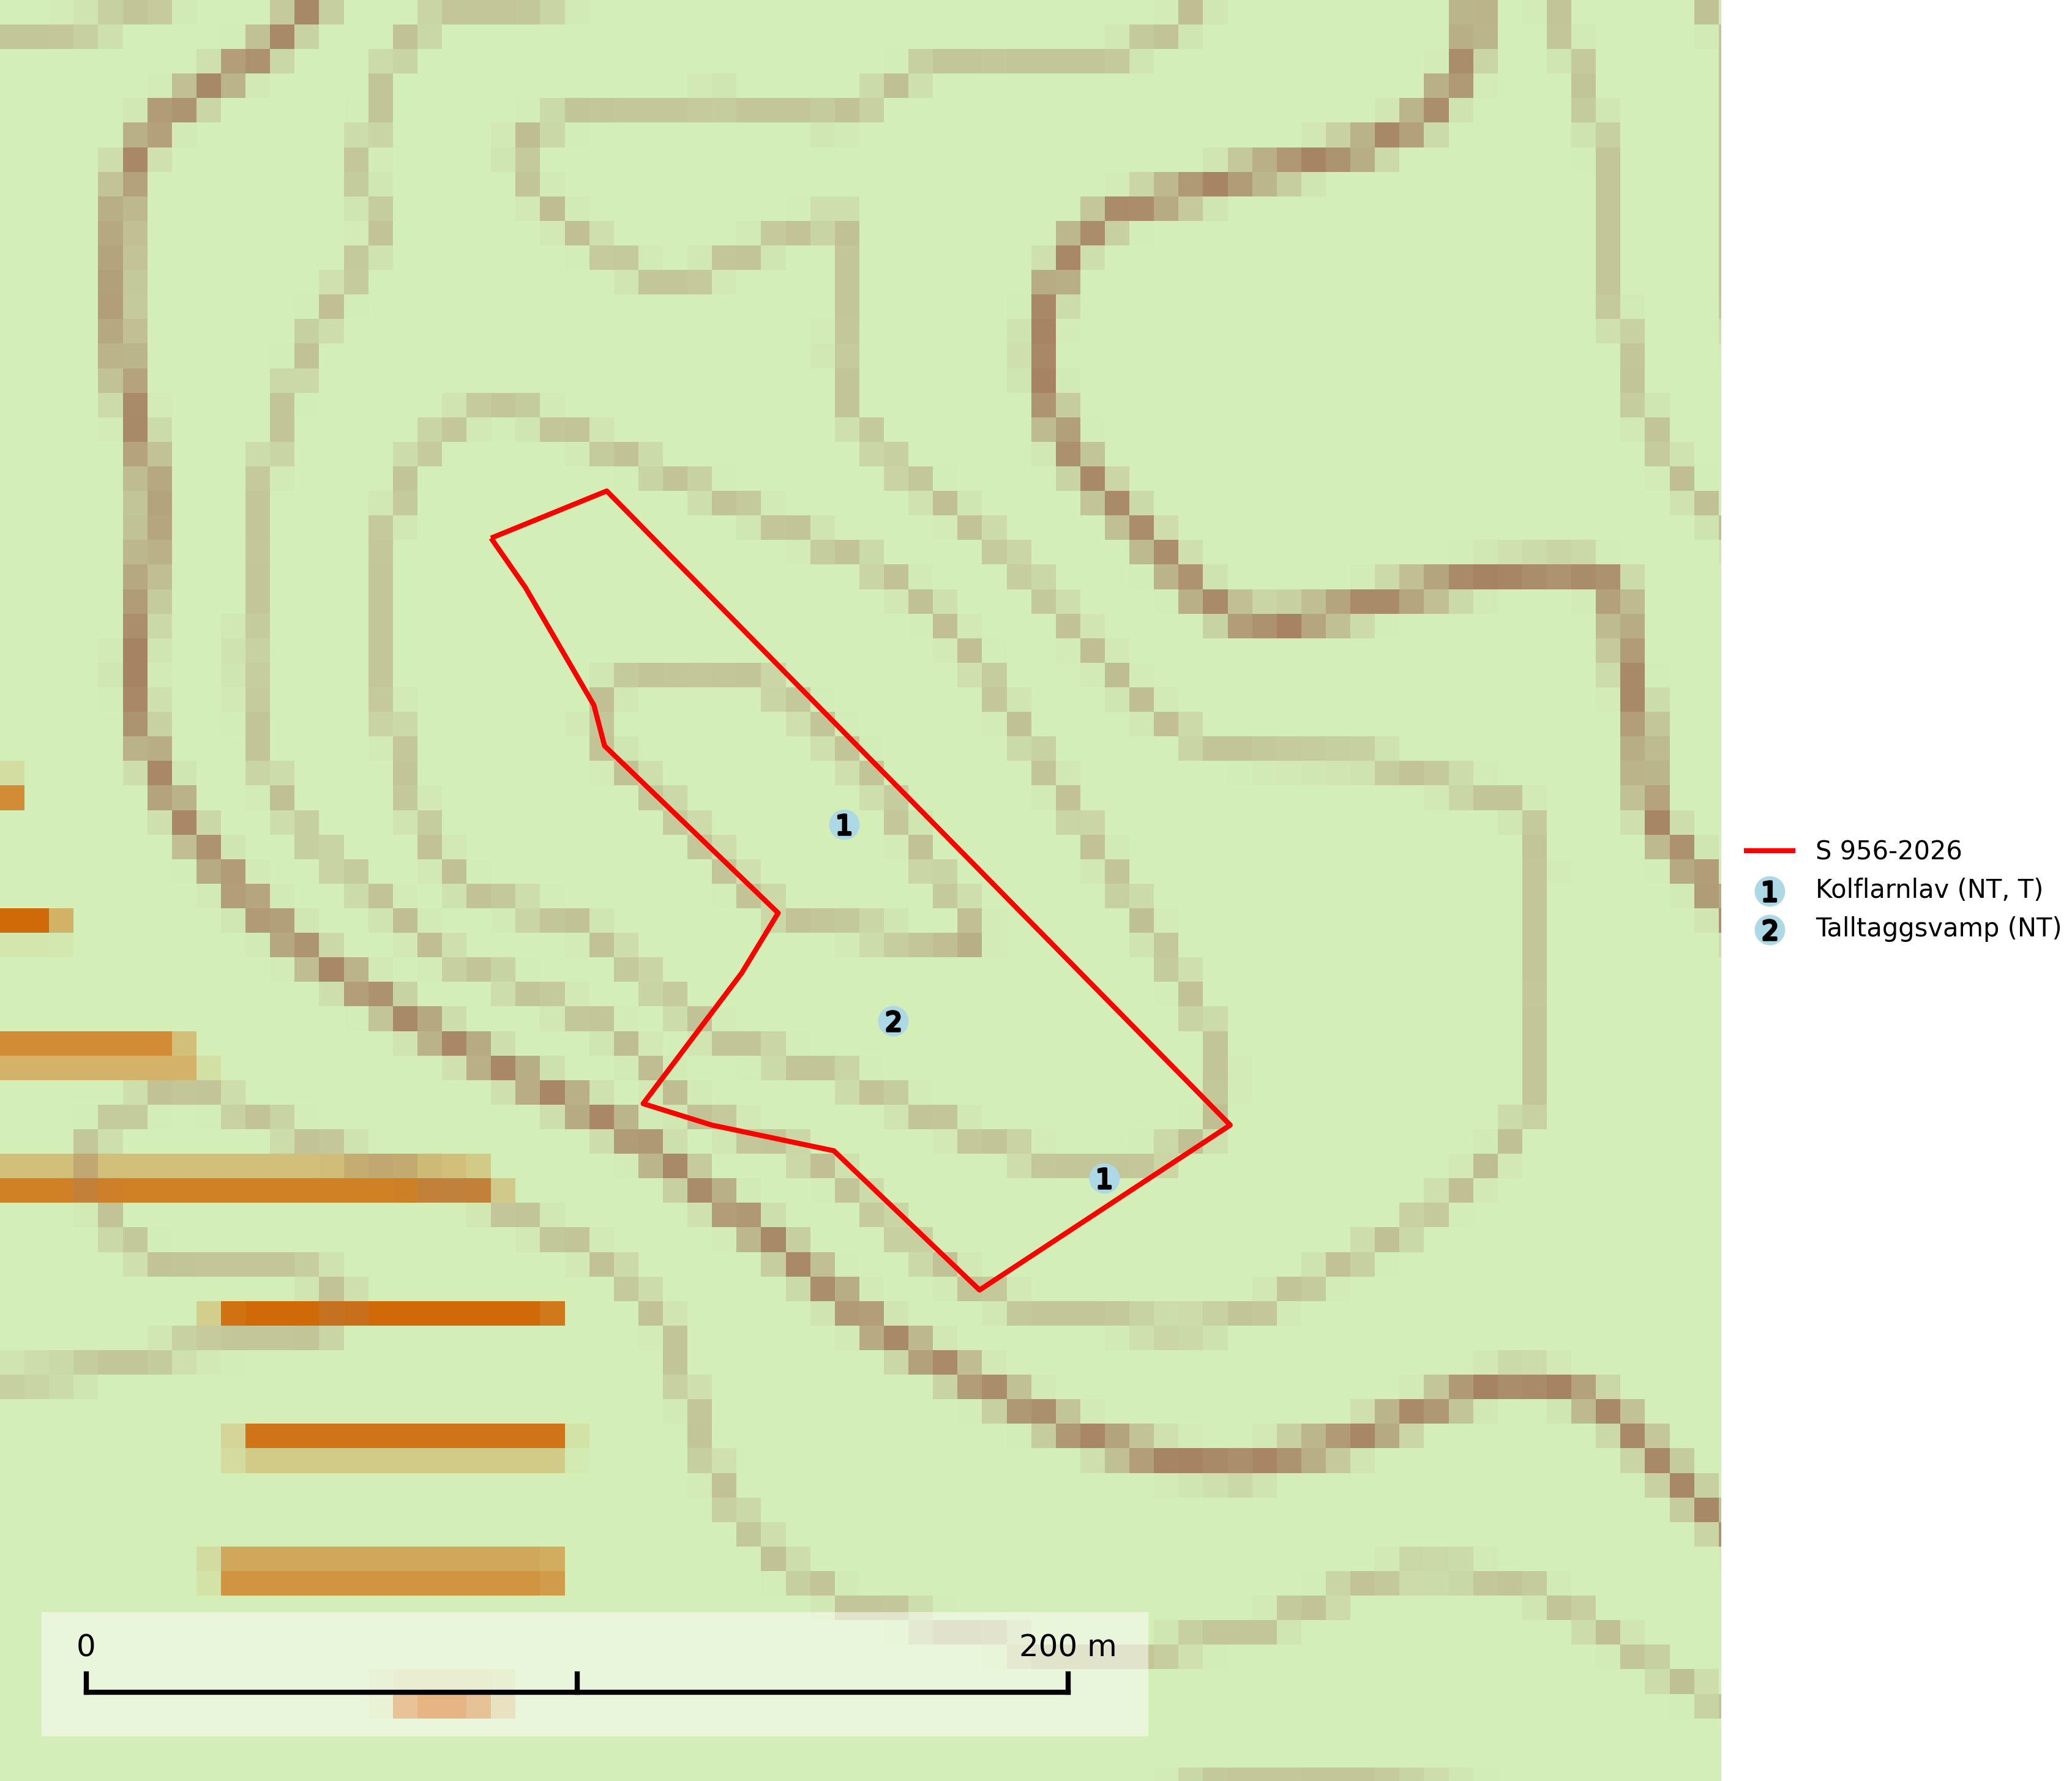 1
2
1
S 956-2026
1 Kolflarnlav (NT, T)
2 Talltaggsvamp (NT)
0 200 m